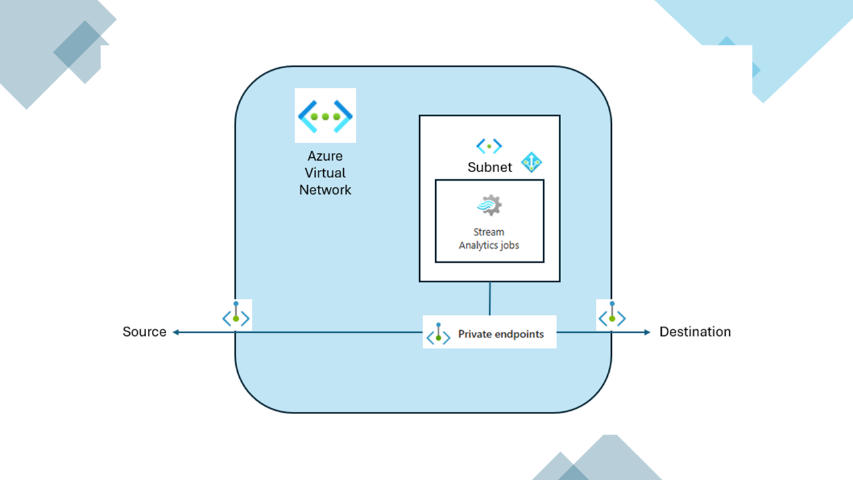 Azure
Virtual
Network
Subnet
Stream
Analytics jobs
Source
Private endpoints
Destination